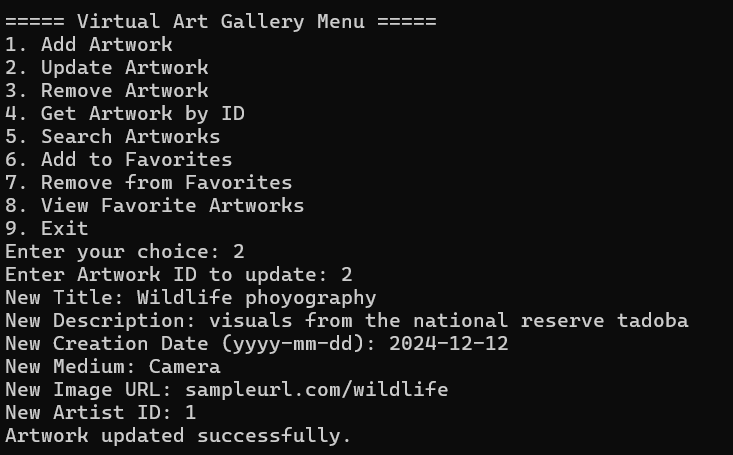 ===== Virtual Art Gallery Menu =====
1. Add Artwork
2. Update Artwork
3. Remove Artwork
4. Get Artwork by ID
5. Search Artworks
6. Add to Favorites
7. Remove from Favorites
8. View Favorite Artworks
9. Exit
Enter your choice: 2
Enter Artwork ID to update: 2
New Title: Wildlife phoyography
New Description: visuals from the national reserve tadoba
New Creation Date (yyyy-mm-dd): 2024-12-12
New Medium: Camera
New Image URL: sampleurl.com/wildlife
New Artist ID: 1
Artwork updated successfully.